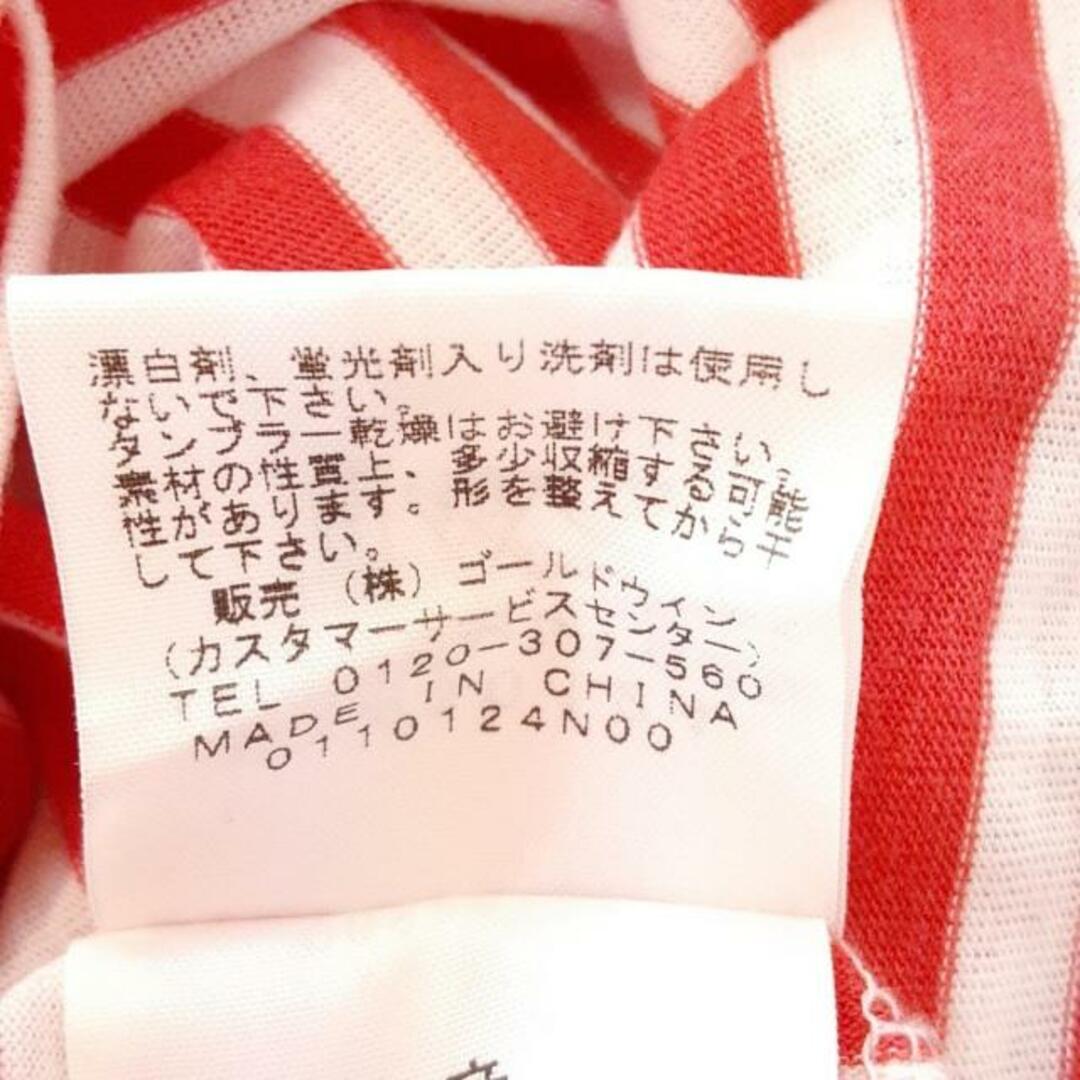 漂白剤、蛍光剤入り洗剤は使用し
ないで下さい。
タンブラー乾燥はお避け下さい。
素材の性質上、多少収縮する可能
性があります。形を整えてから干
して下さい。
販売 (株)ゴールドウイン
(カスタマーサービスセンター)
TEL 0120-307-560
MADE IN CHINA
0110124N00